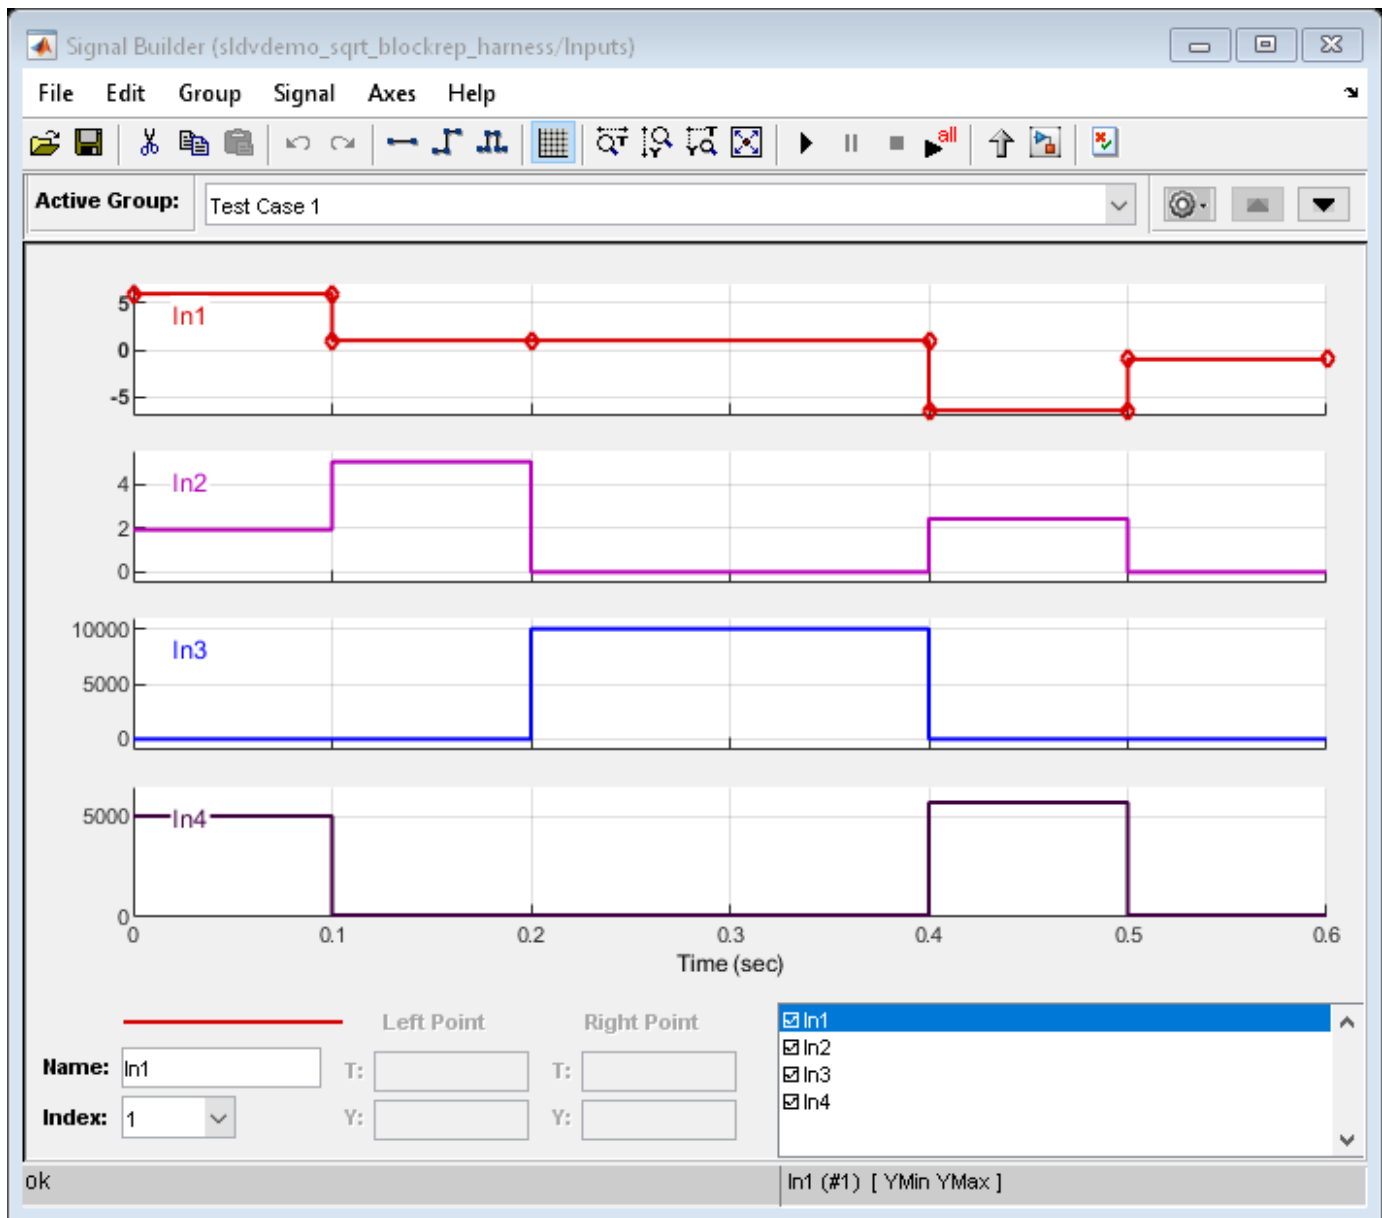 Signal Builder (sldvdemo_sqrt_blockrep_harness/Inputs)
File Edit Group Signal Axes Help
all
Active Group: Test Case 1
5
In1
0
-5
4
In2
2
0
10000
In3
5000
0
5000
In4
0
0 0.1 0.2 0.3 0.4 0.5 0.6
Time (sec)
Left Point Right Point
Name: In1 T: T:
Index: 1 Y: Y:
In1
In2
In3
In4
ok In1 (#1) [ YMin YMax ]